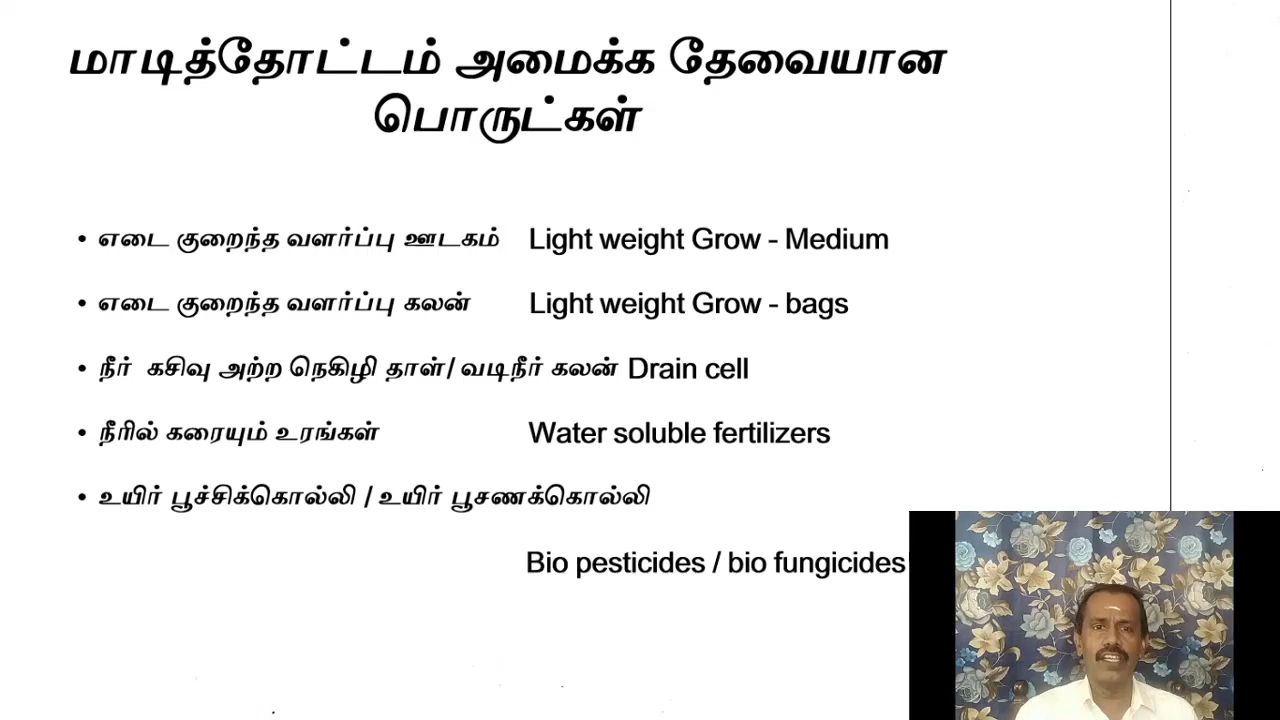 மாடித்தோட்டம் அமைக்க தேவையான
பொருட்கள்
• எடை குறைந்த வளர்ப்பு ஊடகம் Light weight Grow - Medium
• எடை குறைந்த வளர்ப்பு கலன் Light weight Grow - bags
• நீர் கசிவு அற்ற நெகிழி தாள்/ வடிநீர் கலன் Drain cell
• நீரில் கரையும் உரங்கள் Water soluble fertilizers
• உயிர் பூச்சிக்கொல்லி / உயிர் பூசணக்கொல்லி
Bio pesticides / bio fungicides